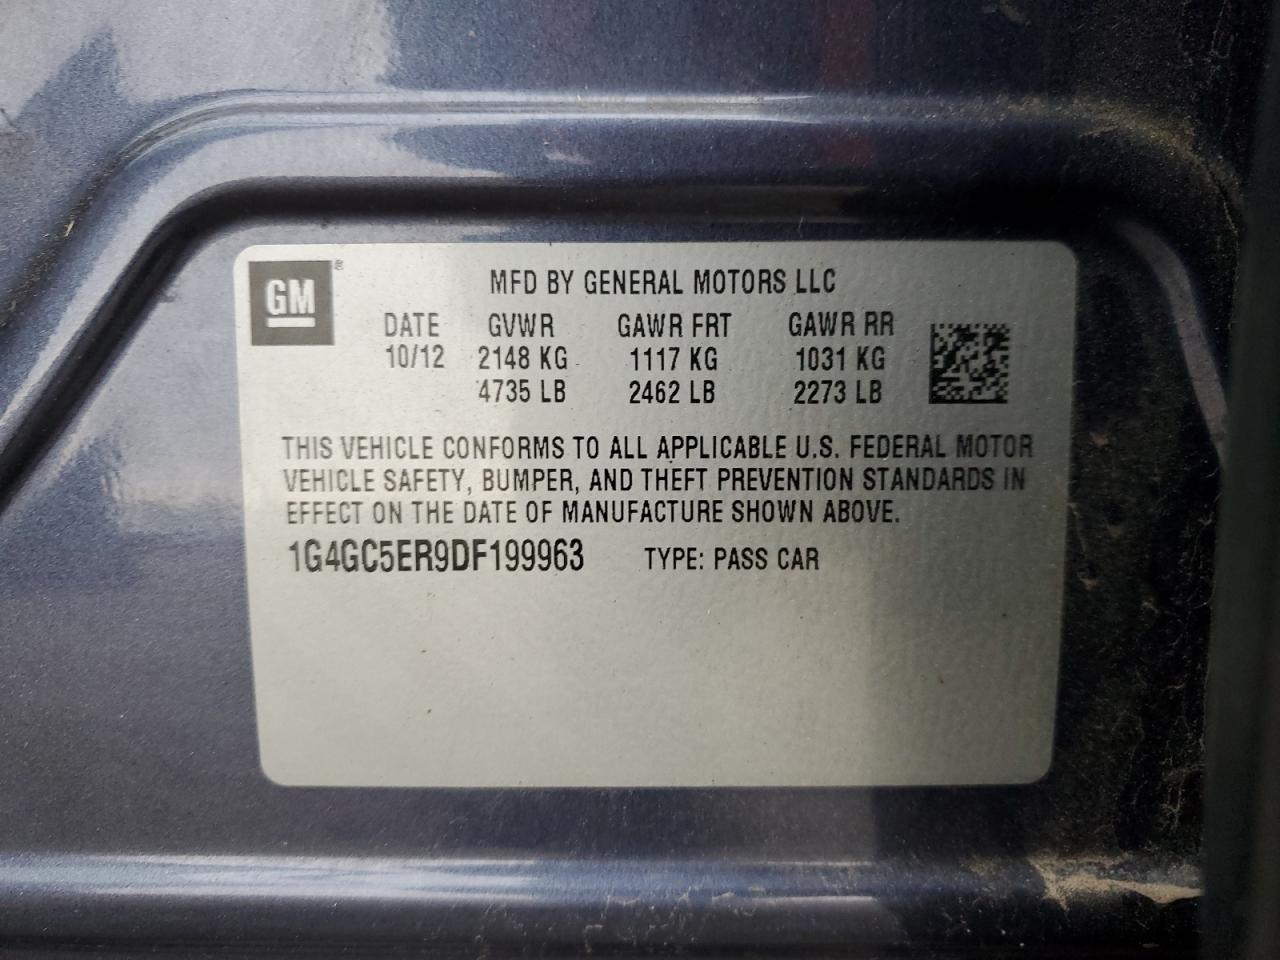 GM ®
MFD BY GENERAL MOTORS LLC
DATE GVWR GAWR FRT GAWR RR
10/12 2148 KG 1117 KG 1031 KG
4735 LB 2462 LB 2273 LB
THIS VEHICLE CONFORMS TO ALL APPLICABLE U.S. FEDERAL MOTOR
VEHICLE SAFETY, BUMPER, AND THEFT PREVENTION STANDARDS IN
EFFECT ON THE DATE OF MANUFACTURE SHOWN ABOVE.
1G4GC5ER9DF199963 TYPE: PASS CAR